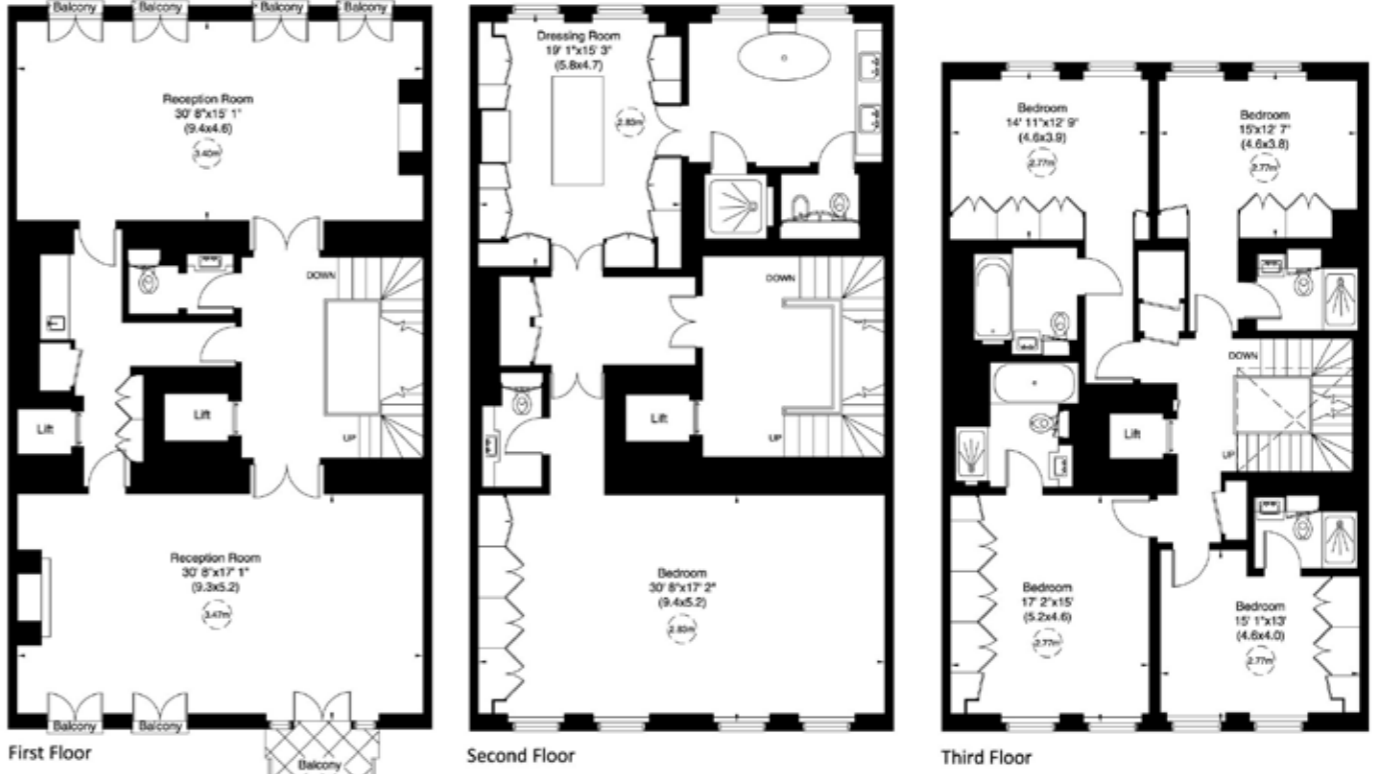 Balcony
Balcony
Balcony
Balcony
Reception Room
30' 8"x15' 1"
(9.4x4.6)
3.40m
DOWN
Lift
Lift
UP
Reception Room
30' 8"x17' 1"
(9.3x5.2)
3.47m
Balcony
Balcony
Balcony
First Floor
Dressing Room
19' 1"x15' 3"
(5.8x4.7)
2.83m
DOWN
Lift
UP
Bedroom
30' 8"x17' 2"
(9.4x5.2)
2.83m
Second Floor
Bedroom
14' 11"x12' 9"
(4.6x3.9)
2.77m
Bedroom
15'x12' 7"
(4.6x3.8)
2.77m
DOWN
Lift
UP
Bedroom
17' 2"x15'
(5.2x4.6)
2.77m
Bedroom
15' 1"x13'
(4.6x4.0)
2.77m
Third Floor